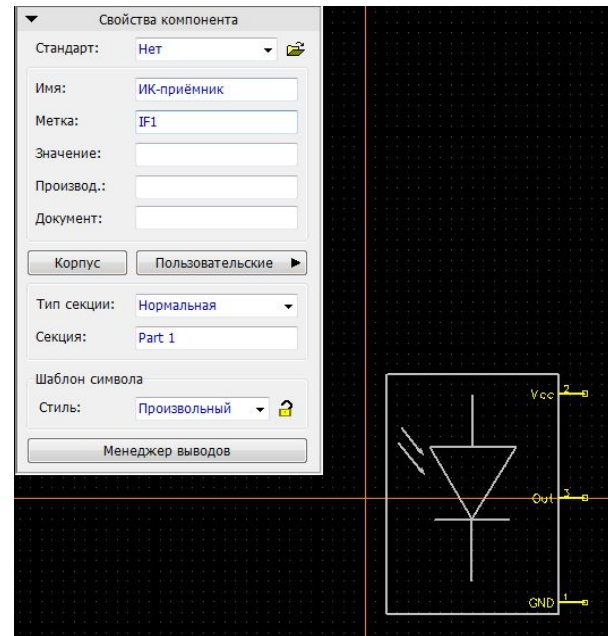 Свойства компонента
Стандарт: Нет
Имя: ИК-приёмник
Метка: IF1
Значение:
Производ.:
Документ:
Корпус Пользовательские
Тип секции: Нормальная
Секция: Part 1
Шаблон символа
Стиль: Произвольный
Менеджер выводов
Vcc 2
Out 3
GND 1